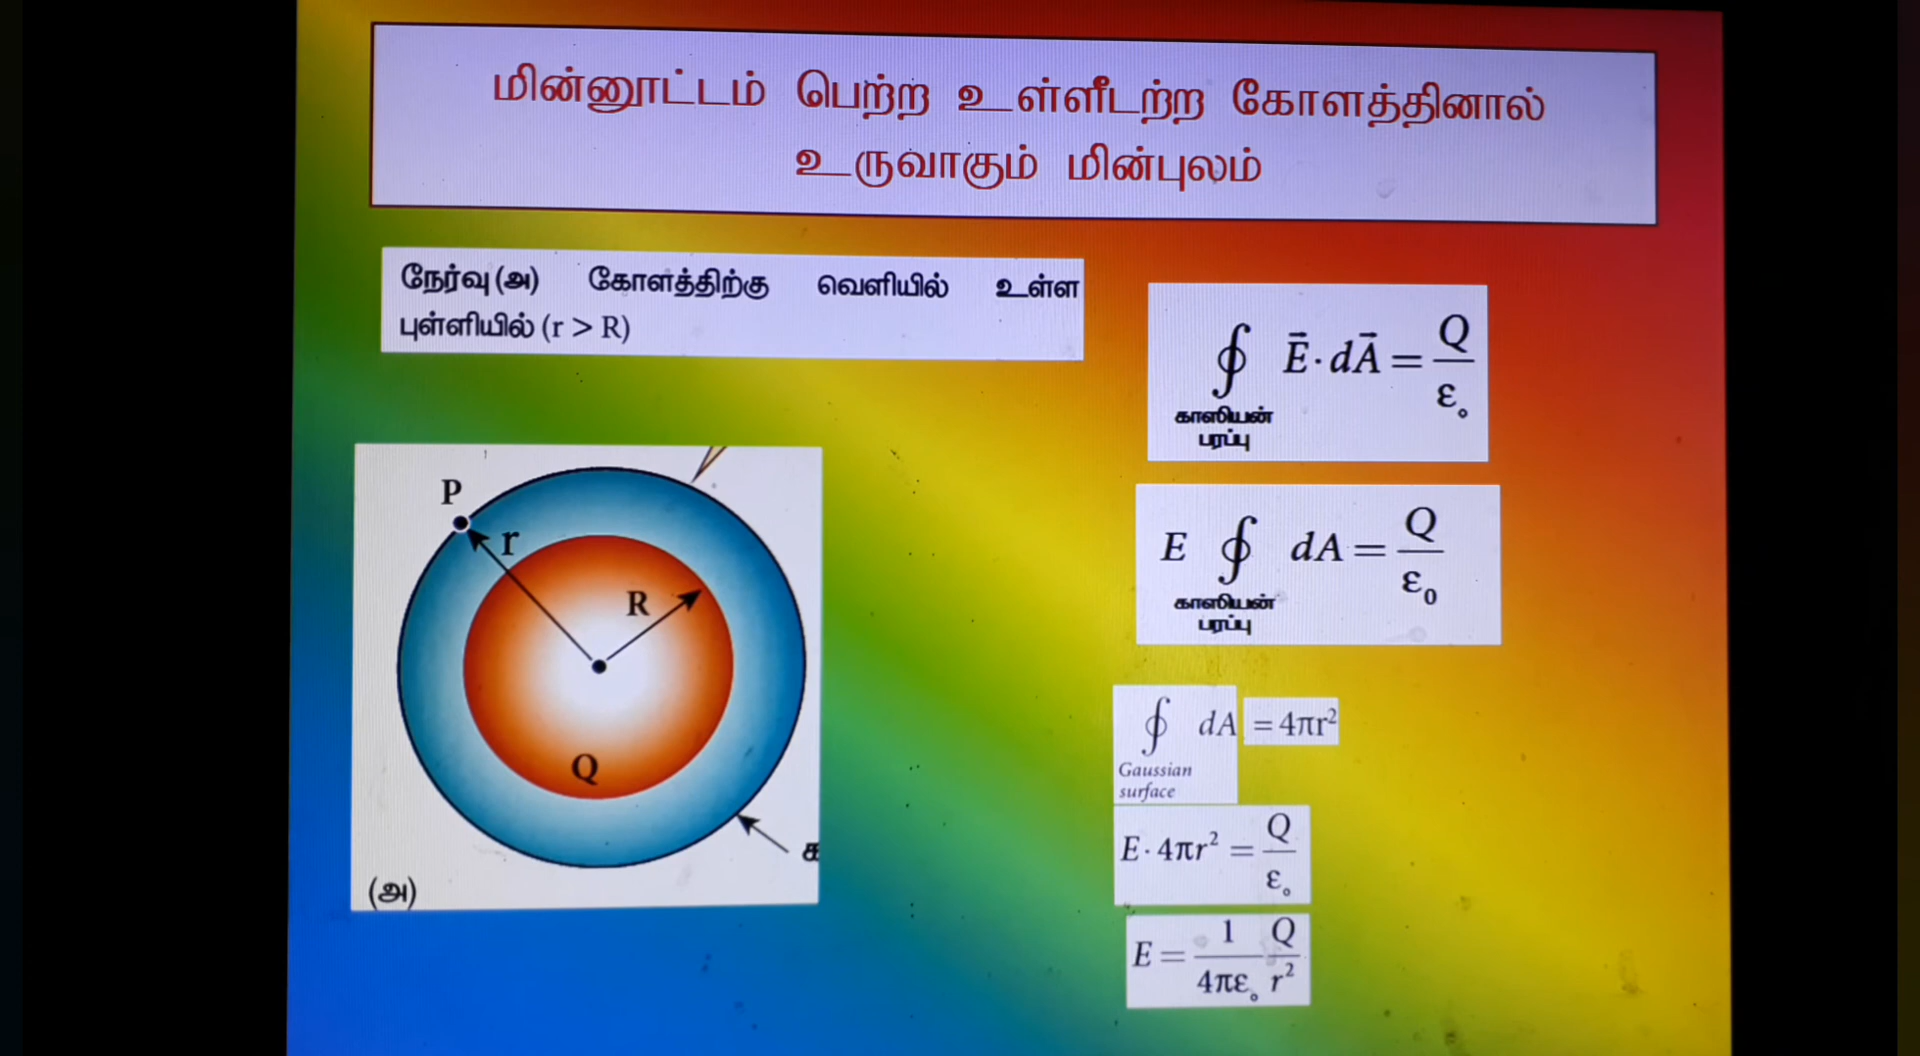 மின்னூட்டம் பெற்ற உள்ளீடற்ற கோளத்தினால்
உருவாகும் மின்புலம்
நேர்வு (அ) கோளத்திற்கு வெளியில் உள்ள
புள்ளியில் (r > R)
P
r
R
Q
க
(அ)
∮ E⃗ · dA⃗ = Q/ε₀
காஸியன்
பரப்பு
E ∮ dA = Q/ε₀
காஸியன்
பரப்பு
∮ dA = 4πr²
Gaussian
surface
E · 4πr² = Q/ε₀
E = 1/4πε₀ Q/r²